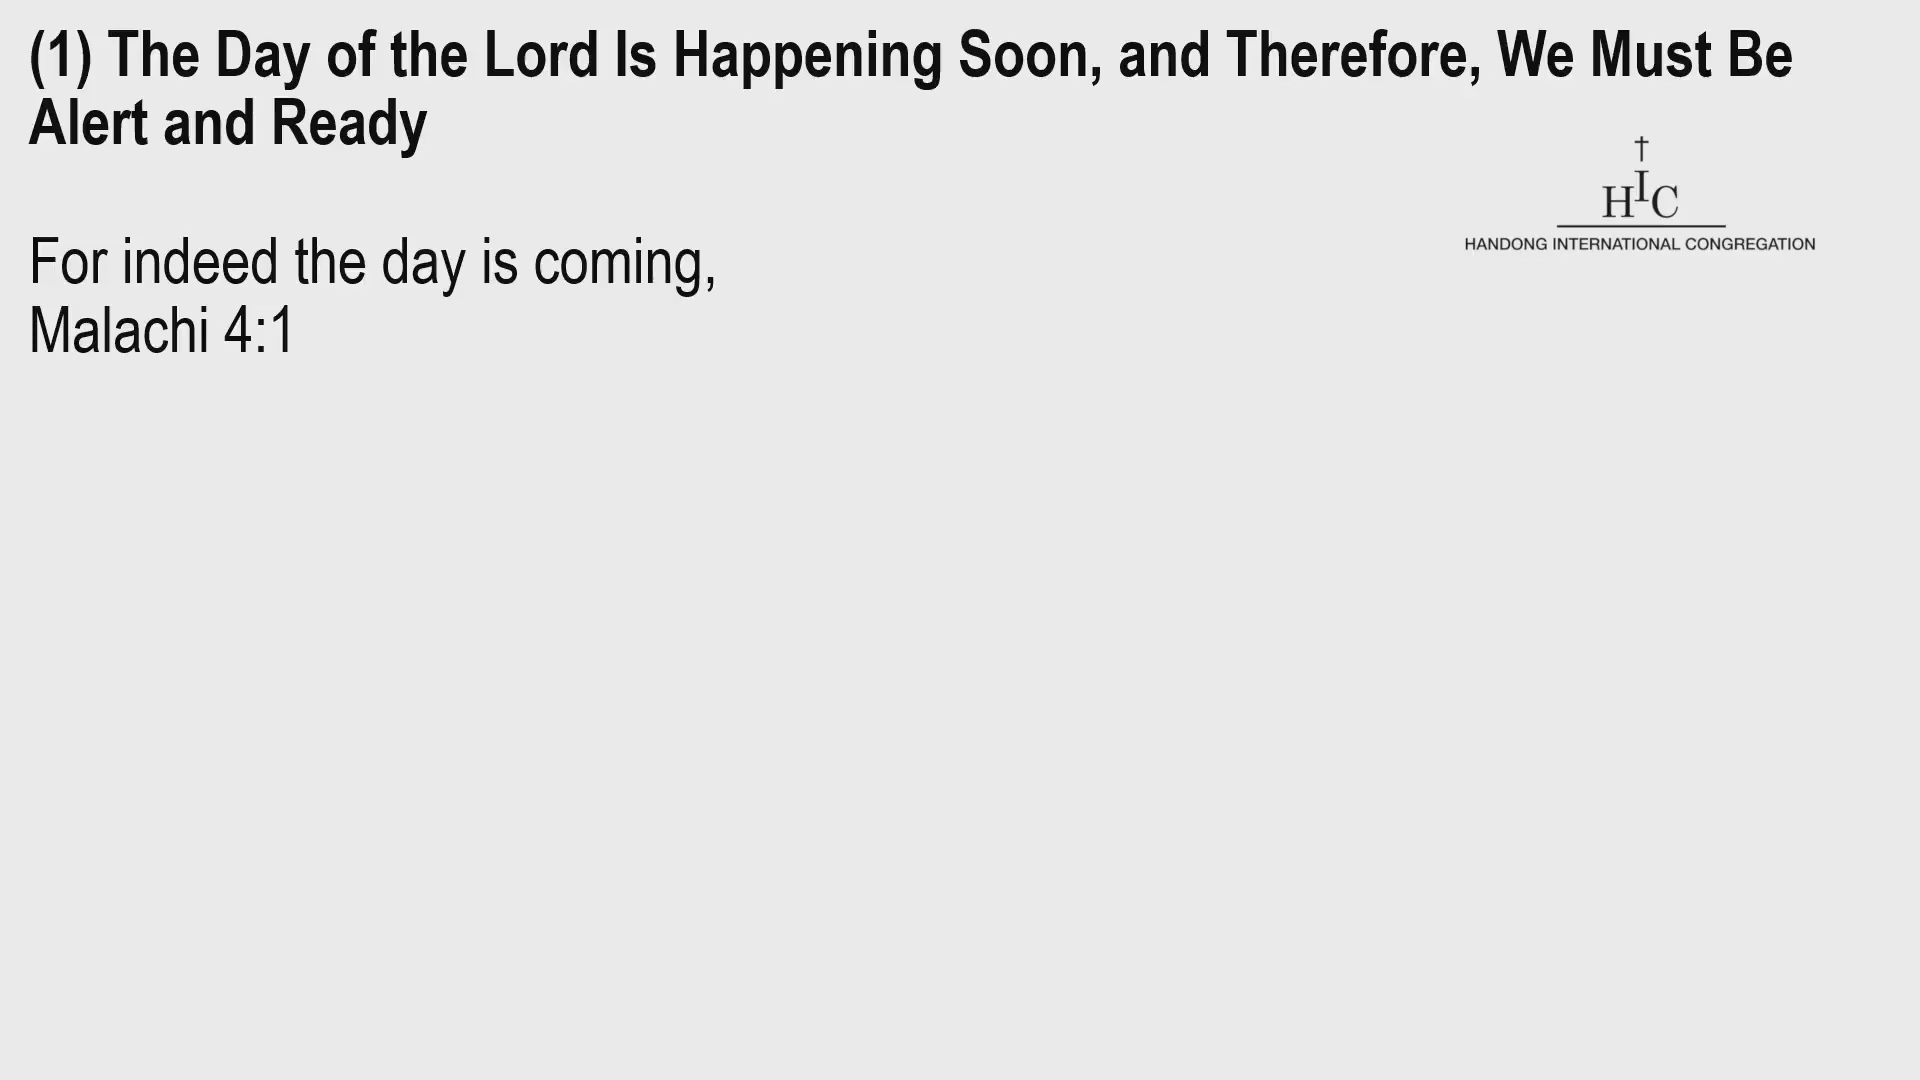 (1) The Day of the Lord Is Happening Soon, and Therefore, We Must Be
Alert and Ready
†
HIC
HANDONG INTERNATIONAL CONGREGATION
For indeed the day is coming,
Malachi 4:1